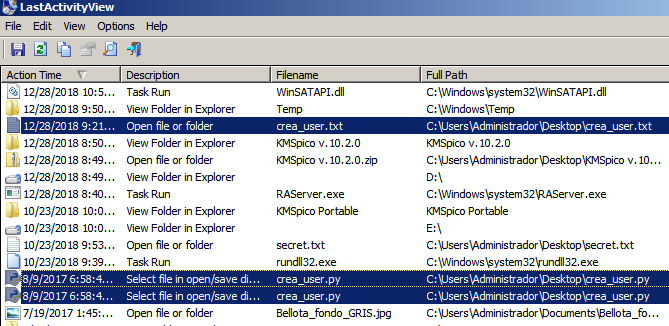 LastActivityView
File Edit View Options Help
Action Time Description Filename Full Path
12/28/2018 10:5... Task Run WinSATAPI.dll C:\Windows\system32\WinSATAPI.dll
12/28/2018 9:50... View Folder in Explorer Temp C:\Windows\Temp
12/28/2018 9:21... Open file or folder crea_user.txt C:\Users\Administrador\Desktop\crea_user.txt
12/28/2018 8:50... View Folder in Explorer KMSpico v.10.2.0 KMSpico v.10.2.0
12/28/2018 8:49... Open file or folder KMSpico v.10.2.0.zip C:\Users\Administrador\Desktop\KMSpico v.10...
12/28/2018 8:49... View Folder in Explorer D:\
12/28/2018 8:40... Task Run RAServer.exe C:\Windows\system32\RAServer.exe
10/23/2018 10:0... View Folder in Explorer KMSpico Portable KMSpico Portable
10/23/2018 10:0... View Folder in Explorer E:\
10/23/2018 9:53... Open file or folder secret.txt C:\Users\Administrador\Desktop\secret.txt
10/23/2018 9:39... Task Run rundll32.exe C:\Windows\system32\rundll32.exe
8/9/2017 6:58:4... Select file in open/save di... crea_user.py C:\Users\Administrador\Desktop\crea_user.py
8/9/2017 6:58:4... Select file in open/save di... crea_user.py C:\Users\Administrador\Desktop\crea_user.py
7/19/2017 1:45:... Open file or folder Bellota_fondo_GRIS.jpg C:\Users\Administrador\Documents\Bellota_fo...